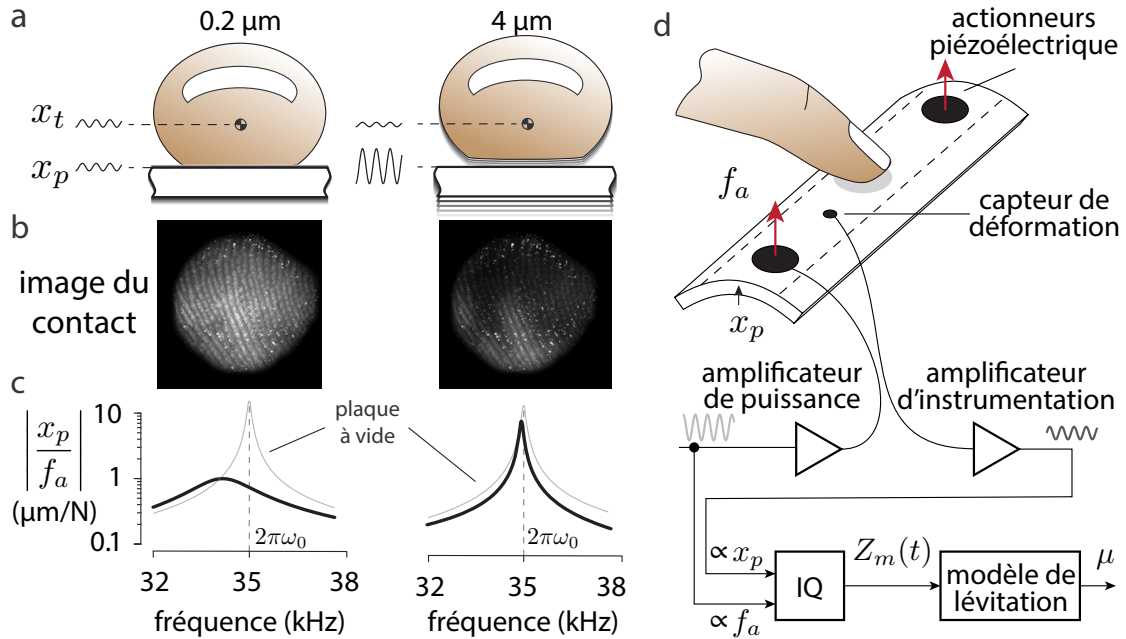 a
0.2 µm
4 µm
x_t
x_p
b
image du
contact
c
|x_p/f_a|
(µm/N)
10
1
0.1
plaque
à vide
2πω_0
2πω_0
32
35
38
32
35
38
fréquence (kHz)
fréquence (kHz)
d
actionneurs
piézoélectrique
f_a
capteur de
déformation
x_p
amplificateur
de puissance
amplificateur
d'instrumentation
∝ x_p
∝ f_a
IQ
Z_m(t)
modèle de
lévitation
μ